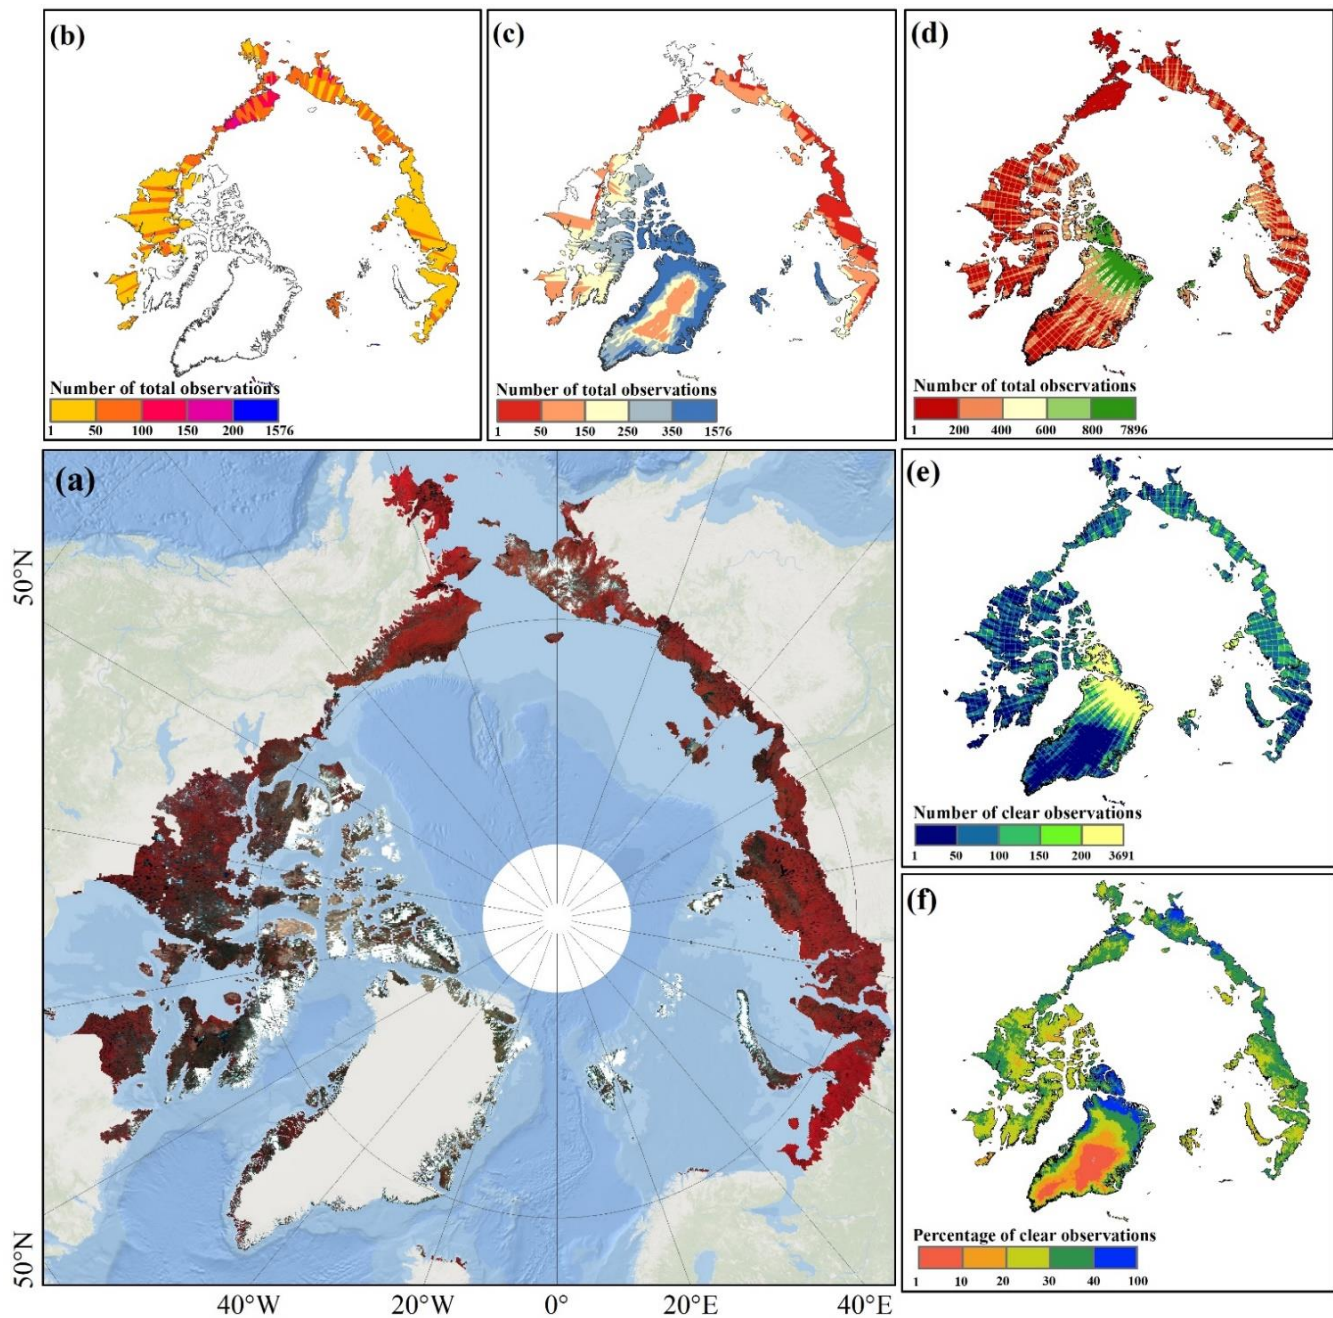 (b)
Number of total observations
1 50 100 150 200 1576
(c)
Number of total observations
1 50 150 250 350 1576
(d)
Number of total observations
1 200 400 600 800 7896
(a)
50°N
50°N
40°W 20°W 0° 20°E 40°E
(e)
Number of clear observations
1 50 100 150 200 3691
(f)
Percentage of clear observations
1 10 20 30 40 100